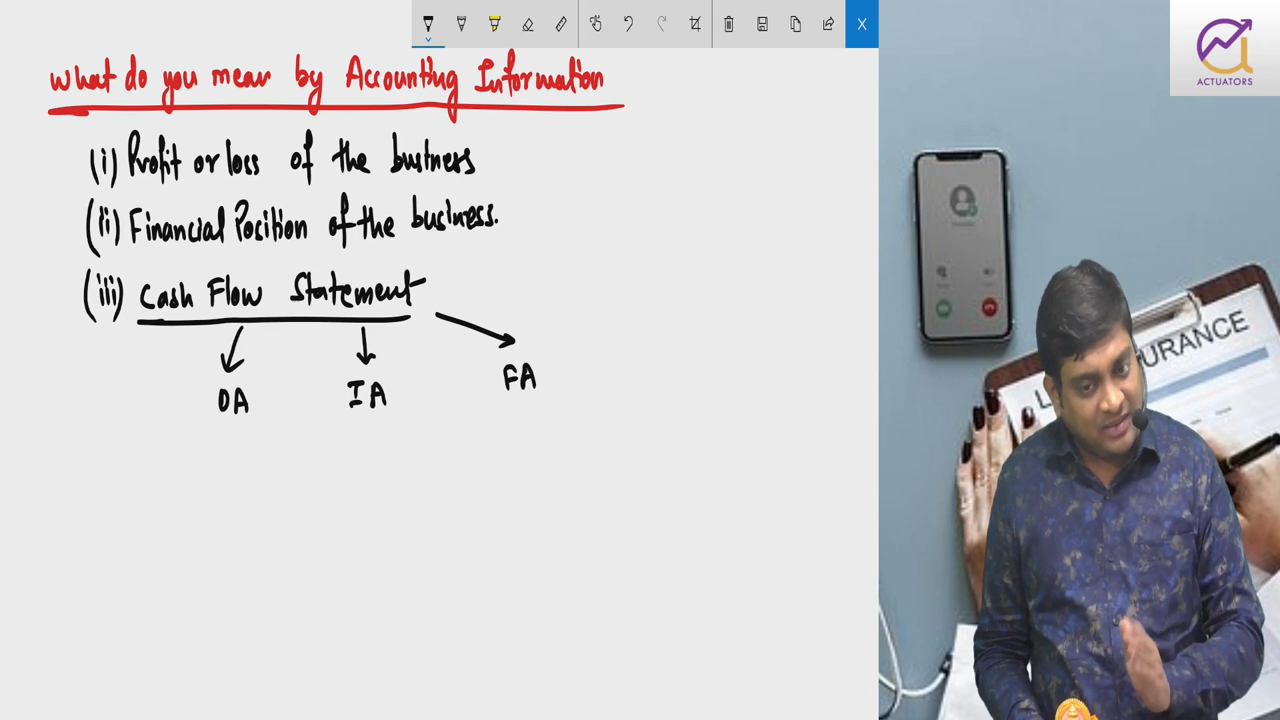 What do you mean by Accounting Information
(i) Profit or loss of the business
(ii) Financial Position of the business.
(iii) Cash Flow Statement
OA IA FA
ACTUATORS
URANCE
L
X